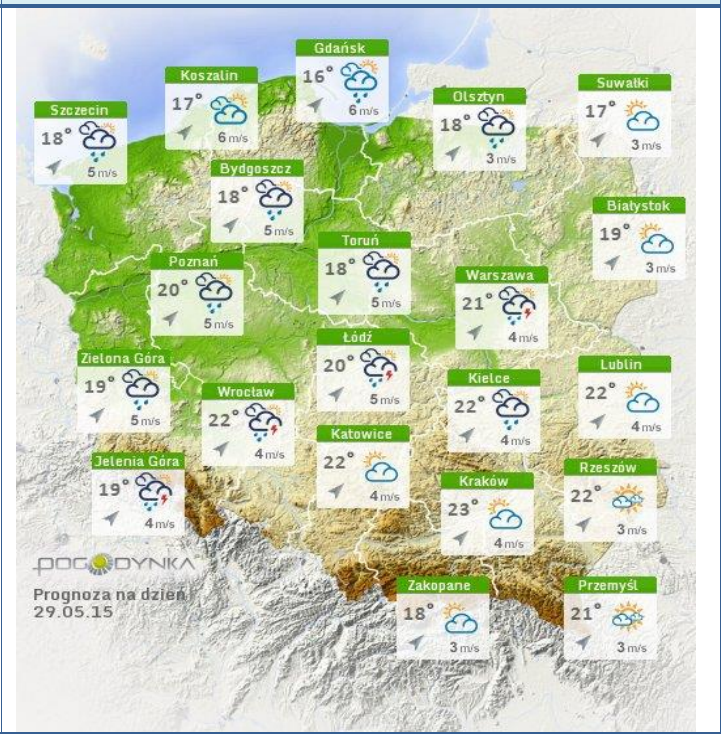 Gdańsk
16°
6 m/s
Koszalin
17°
6 m/s
Suwałki
17°
3 m/s
Olsztyn
18°
3 m/s
Szczecin
18°
5 m/s
Bydgoszcz
18°
5 m/s
Białystok
19°
3 m/s
Toruń
18°
5 m/s
Poznań
20°
5 m/s
Warszawa
21°
4 m/s
Łódź
20°
5 m/s
Zielona Góra
19°
5 m/s
Lublin
22°
4 m/s
Kielce
22°
4 m/s
Wrocław
22°
4 m/s
Katowice
22°
4 m/s
Jelenia Góra
19°
4 m/s
Rzeszów
22°
3 m/s
Kraków
23°
4 m/s
POGODYNKA
Prognoza na dzień
29.05.15
Zakopane
18°
3 m/s
Przemyśl
21°
3 m/s